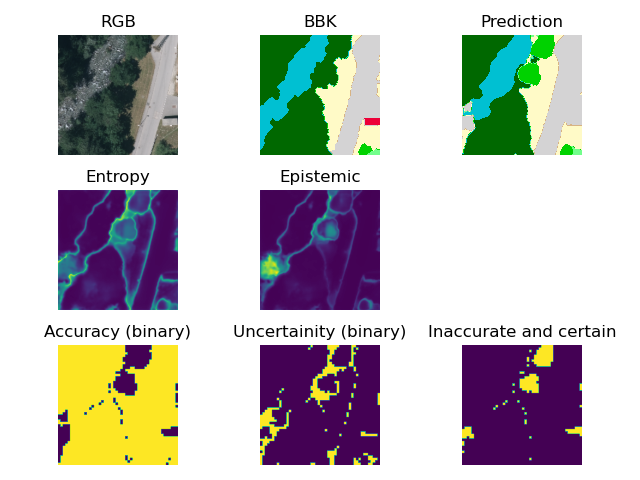 RGB
BBK
Prediction
Entropy
Epistemic
Accuracy (binary)
Uncertainity (binary)
Inaccurate and certain